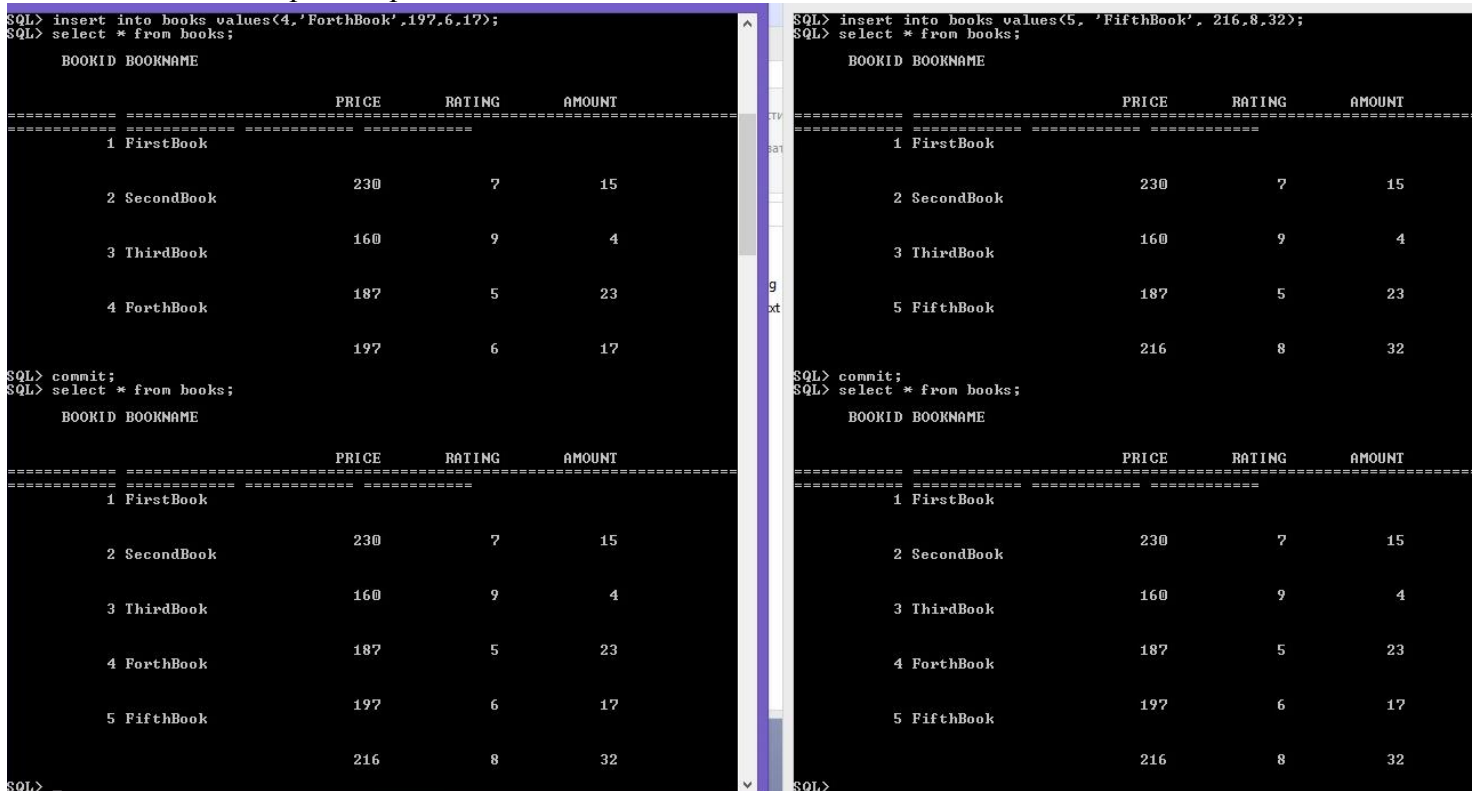 SQL> insert into books values(4,'ForthBook',197,6,17);
SQL> select * from books;
BOOKID BOOKNAME
PRICE RATING AMOUNT
============ ===============================================================================
============ ============ ============ ============
1 FirstBook
230 7 15
2 SecondBook
160 9 4
3 ThirdBook
187 5 23
4 ForthBook
197 6 17
SQL> commit;
SQL> select * from books;
BOOKID BOOKNAME
PRICE RATING AMOUNT
============ ===============================================================================
============ ============ ============ ============
1 FirstBook
230 7 15
2 SecondBook
160 9 4
3 ThirdBook
187 5 23
4 ForthBook
197 6 17
5 FifthBook
216 8 32
SQL> _
SQL> insert into books values(5, 'FifthBook', 216,8,32);
SQL> select * from books;
BOOKID BOOKNAME
PRICE RATING AMOUNT
============ ===============================================================================
============ ============ ============ ============
1 FirstBook
230 7 15
2 SecondBook
160 9 4
3 ThirdBook
187 5 23
5 FifthBook
216 8 32
SQL> commit;
SQL> select * from books;
BOOKID BOOKNAME
PRICE RATING AMOUNT
============ ===============================================================================
============ ============ ============ ============
1 FirstBook
230 7 15
2 SecondBook
160 9 4
3 ThirdBook
187 5 23
4 ForthBook
197 6 17
5 FifthBook
216 8 32
SQL>